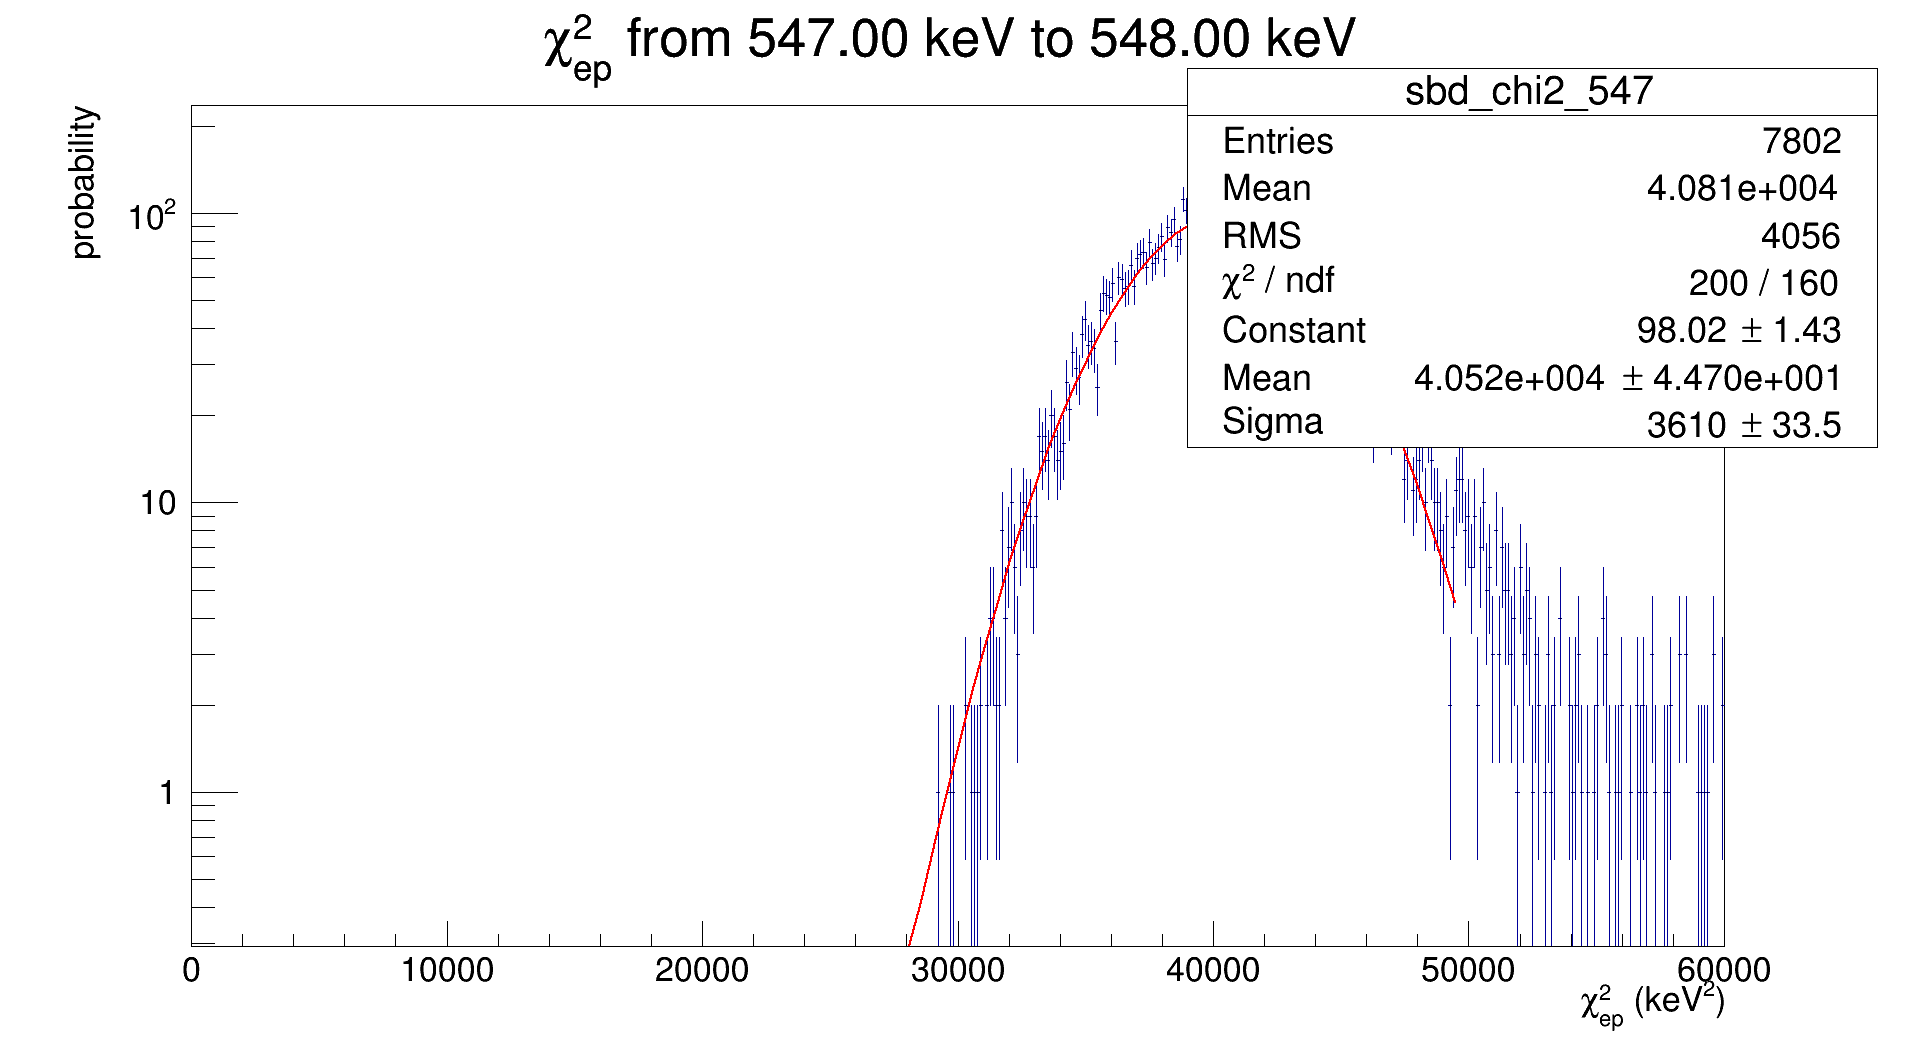 χ²ep from 547.00 keV to 548.00 keV
probability
sbd_chi2_547
Entries 7802
Mean 4.081e+004
RMS 4056
χ² / ndf 200 / 160
Constant 98.02 ± 1.43
Mean 4.052e+004 ± 4.470e+001
Sigma 3610 ± 33.5
10²
10
1
0 10000 20000 30000 40000 50000 60000
χ²ep (keV²)